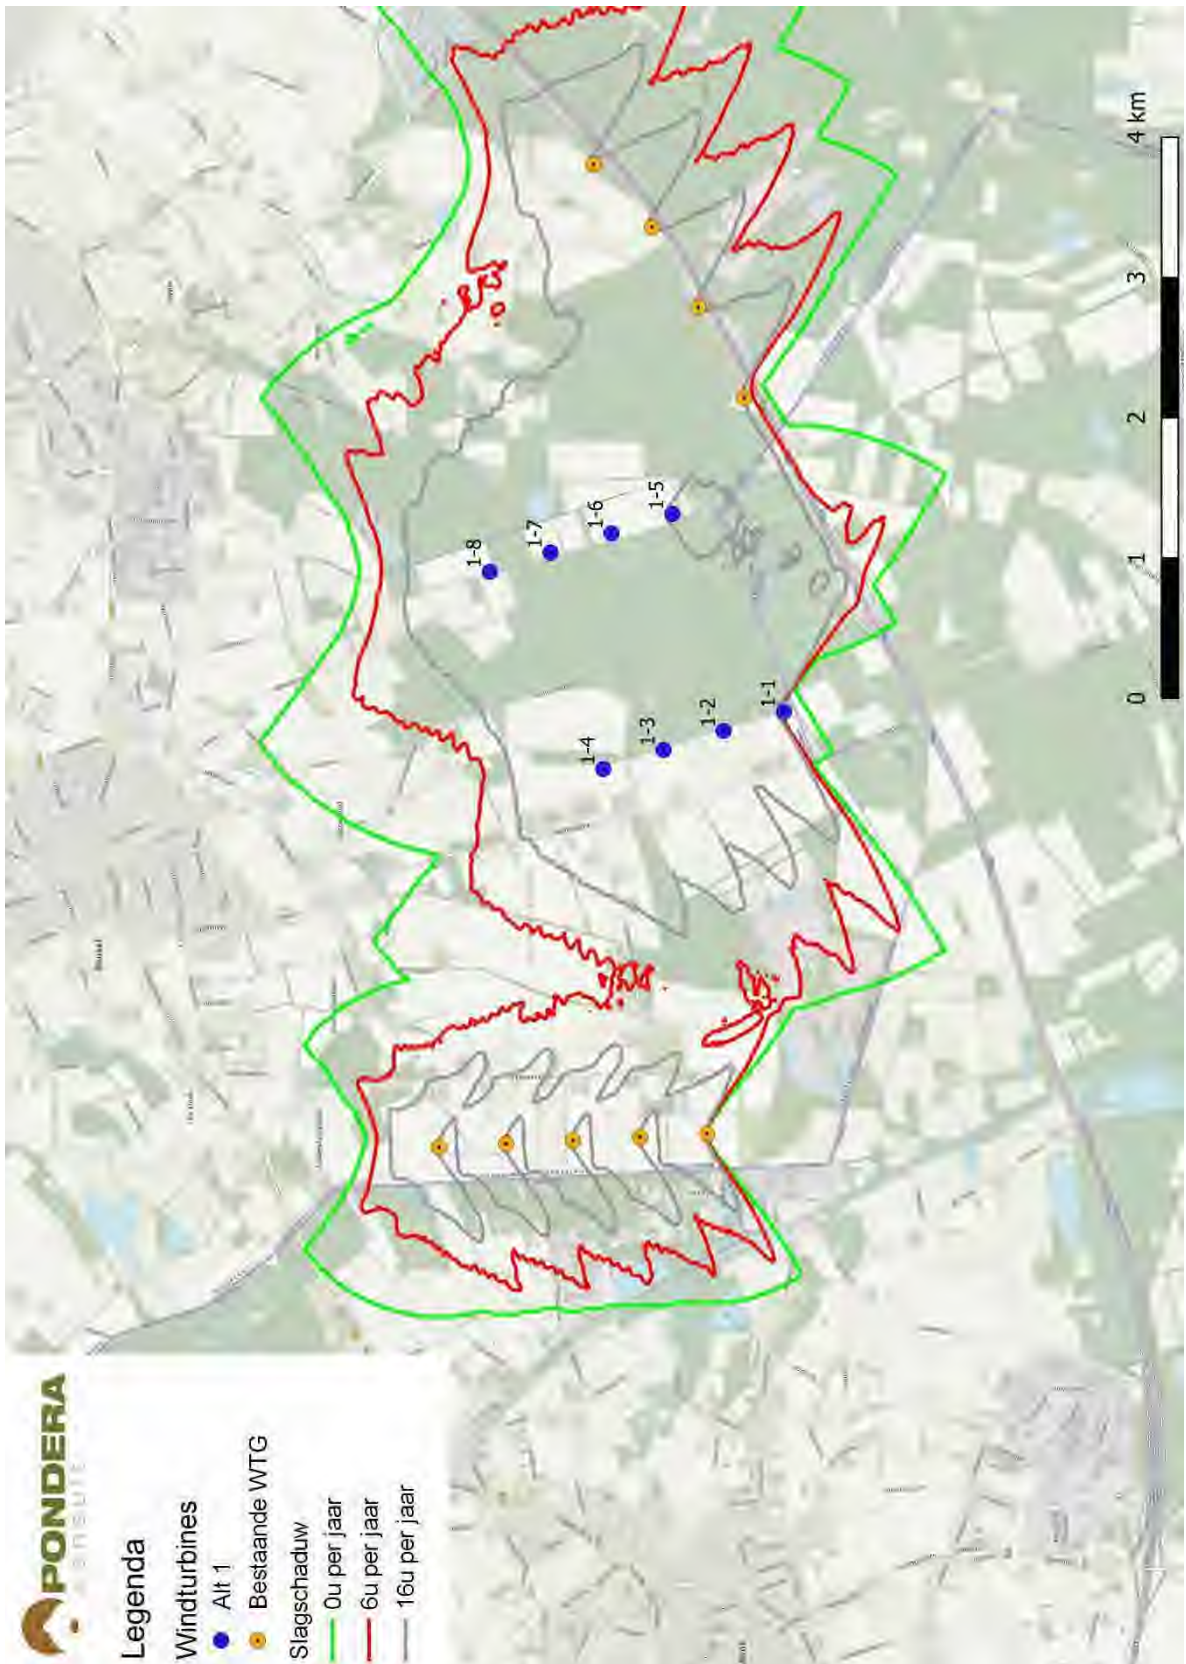 PONDERA
Legenda
Windturbines
Alt 1
Bestaande WTG
Slagschaduw
0u per jaar
6u per jaar
16u per jaar
1-4
1-3
1-2
1-1
1-8
1-7
1-6
1-5
0
1
2
3
4 km